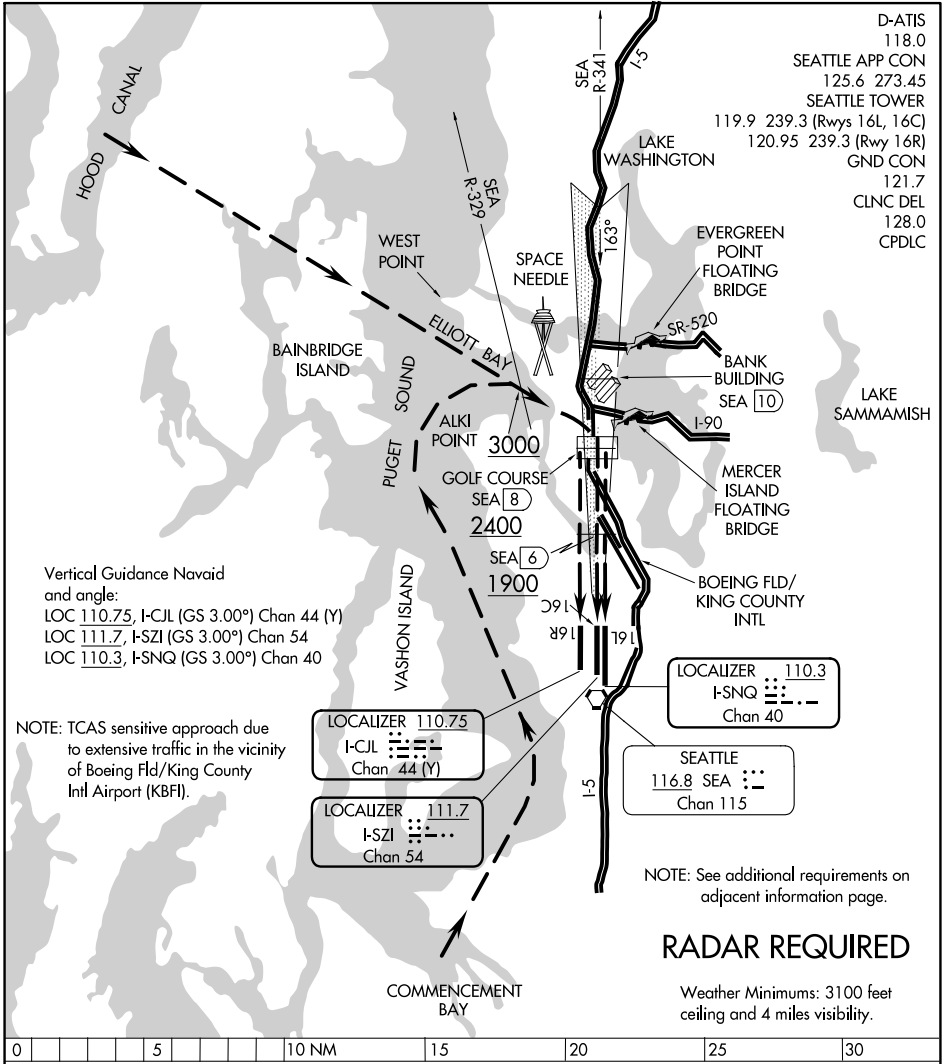 D-ATIS
118.0
SEATTLE APP CON
125.6 273.45
SEATTLE TOWER
119.9 239.3 (Rwys 16L, 16C)
120.95 239.3 (Rwy 16R)
GND CON
121.7
CLNC DEL
128.0
CPDLC
HOOD CANAL
SEA
R-341
I-5
SEA
R-329
LAKE
WASHINGTON
163°
WEST
POINT
SPACE
NEEDLE
EVERGREEN
POINT
FLOATING
BRIDGE
SR-520
ELLIOTT BAY
BAINBRIDGE
ISLAND
BANK
BUILDING
SEA 10
LAKE
SAMMAMISH
PUGET SOUND
ALKI
POINT
3000
I-90
GOLF COURSE
SEA 8
2400
MERCER
ISLAND
FLOATING
BRIDGE
SEA 6
1900
Vertical Guidance Navaid
and angle:
LOC 110.75, I-CJL (GS 3.00°) Chan 44 (Y)
LOC 111.7, I-SZI (GS 3.00°) Chan 54
LOC 110.3, I-SNQ (GS 3.00°) Chan 40
BOEING FLD/
KING COUNTY
INTL
16C
16R
16L
VASHON ISLAND
LOCALIZER 110.3
I-SNQ
Chan 40
NOTE: TCAS sensitive approach due
to extensive traffic in the vicinity
of Boeing Fld/King County
Intl Airport (KBFI).
LOCALIZER 110.75
I-CJL
Chan 44 (Y)
SEATTLE
116.8 SEA
Chan 115
I-5
LOCALIZER 111.7
I-SZI
Chan 54
NOTE: See additional requirements on
adjacent information page.
RADAR REQUIRED
COMMENCEMENT
BAY
Weather Minimums: 3100 feet
ceiling and 4 miles visibility.
0 5 10 NM 15 20 25 30